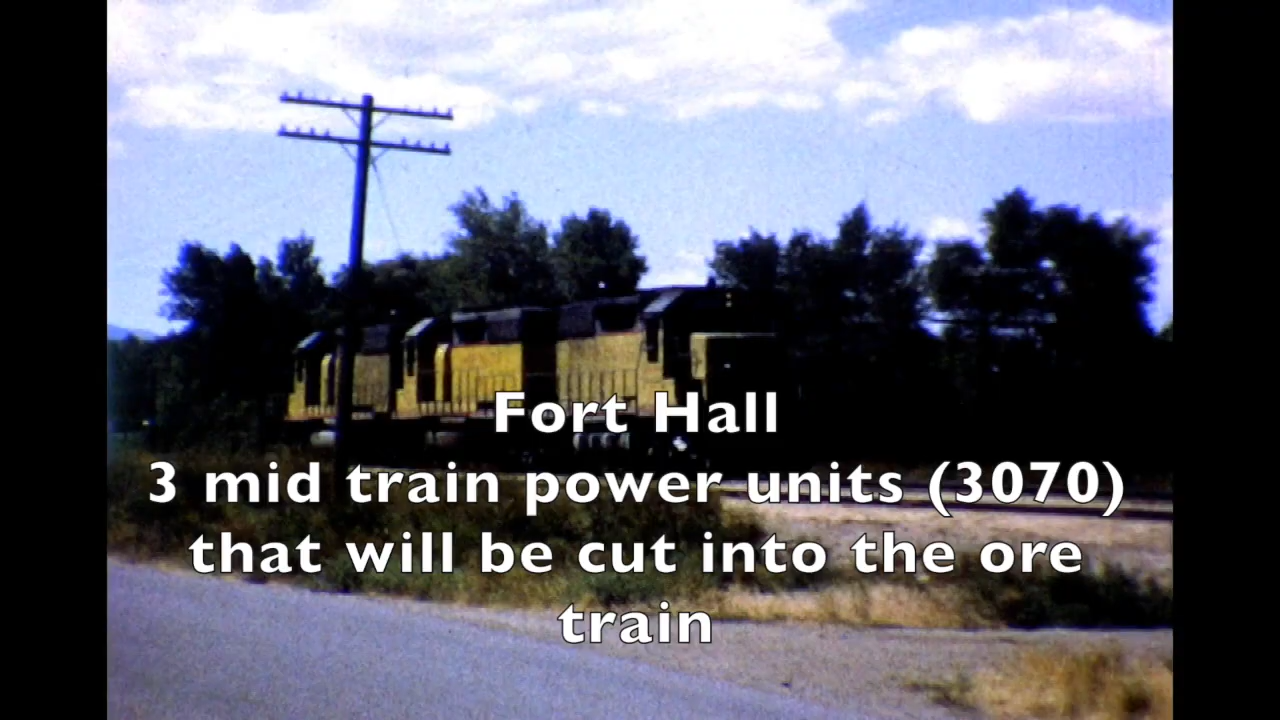 Fort Hall
3 mid train power units (3070)
that will be cut into the ore
train